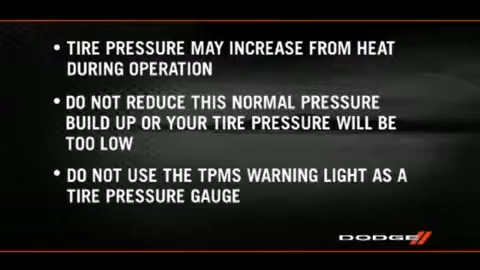 • TIRE PRESSURE MAY INCREASE FROM HEAT
DURING OPERATION
• DO NOT REDUCE THIS NORMAL PRESSURE
BUILD UP OR YOUR TIRE PRESSURE WILL BE
TOO LOW
• DO NOT USE THE TPMS WARNING LIGHT AS A
TIRE PRESSURE GAUGE
DODGE